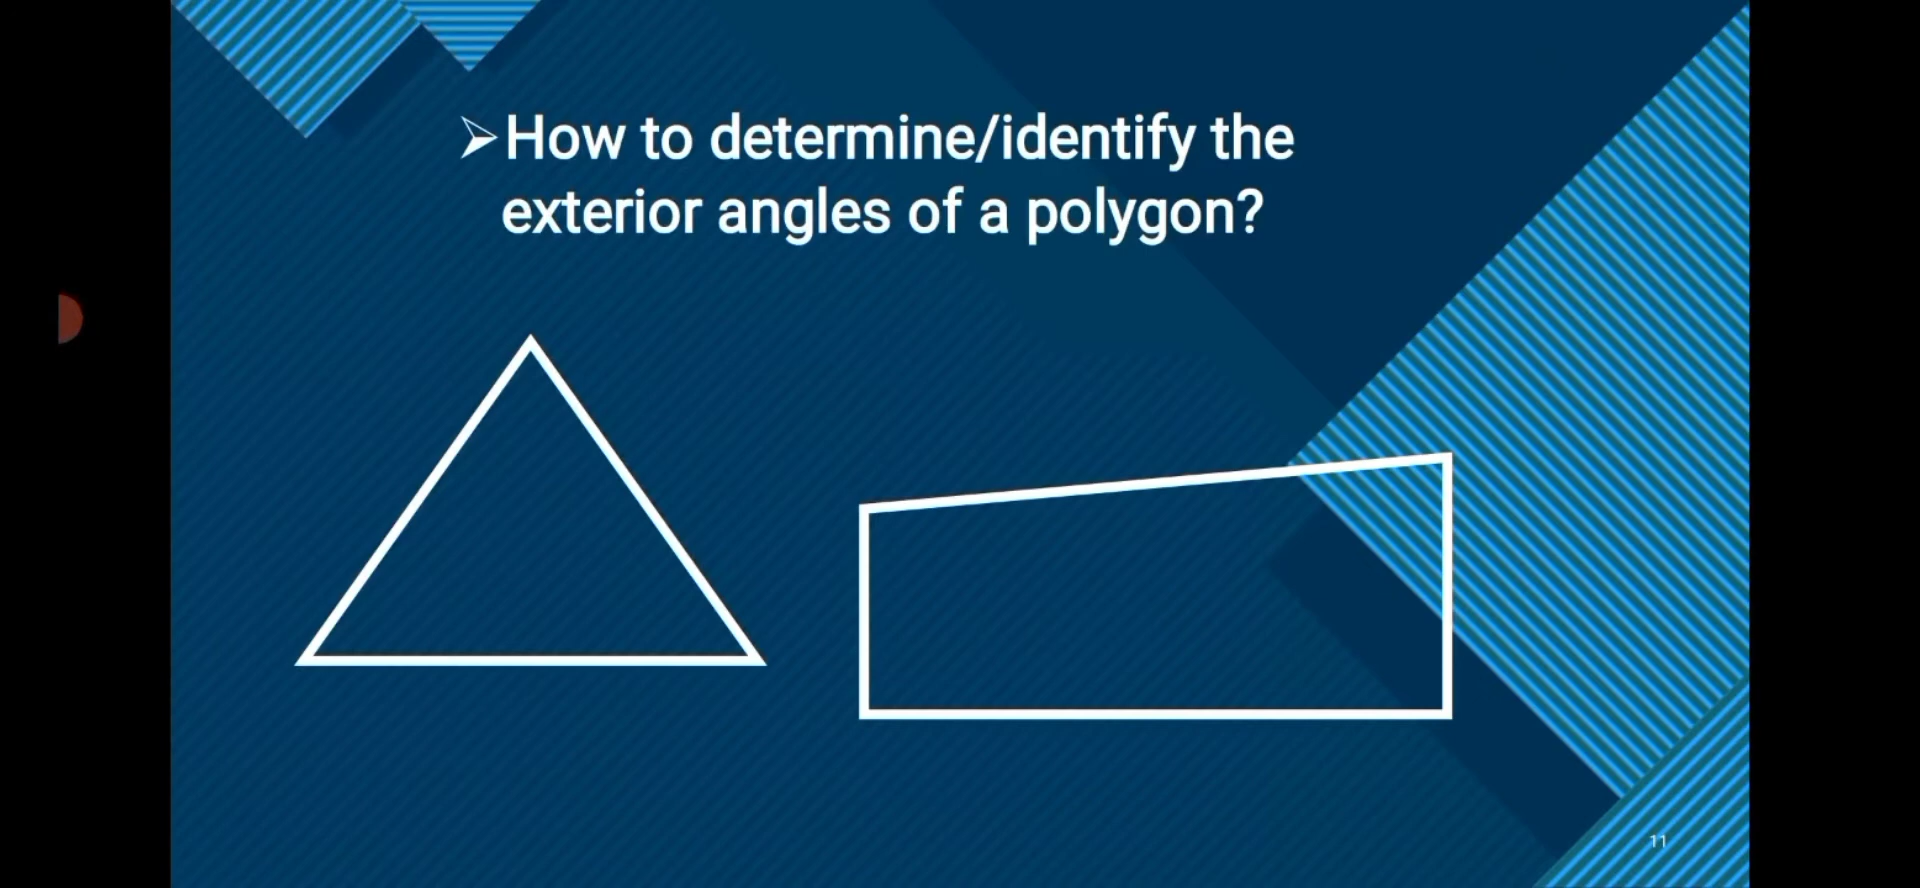 ➢How to determine/identify the
exterior angles of a polygon?
11